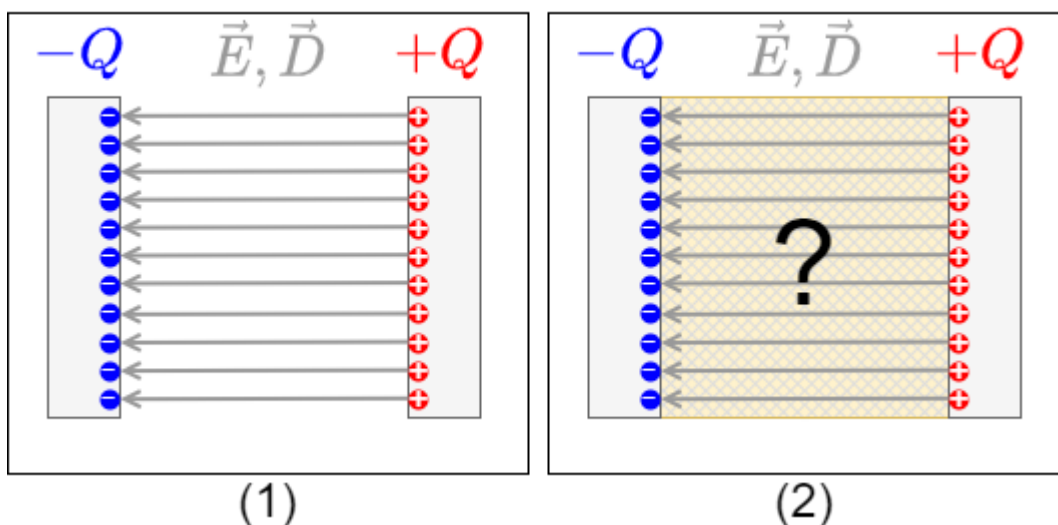 −Q E⃗, D⃗ +Q
−Q E⃗, D⃗ +Q
?
(1)
(2)